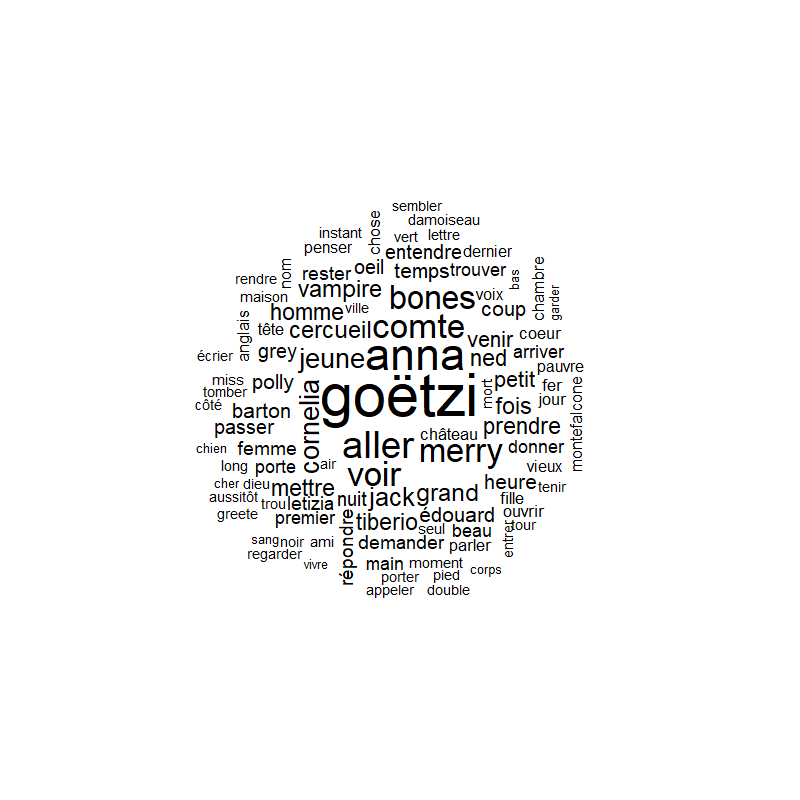 sembler
damoiseau
instant chose vert lettre
penser entendre dernier
nom rester oeil temps trouver bas chambre
rendre vampire bones voix garder
maison homme ville coup
anglais tête cercueil comte venir coeur
écrier grey jeune anna ned arriver
miss polly goëtzi mort petit pauvre
tomber fer
côté barton cornelia fois jour montefalcone
passer aller château prendre
chien femme voir merry donner
long porte air vieux
cher dieu mettre jack grand heure tenir
aussitôt trou letizia nuit fille
greete premier répondre tiberio édouard ouvrir
seul beau entrer tour
sang noir ami demander parler
regarder vivre main moment corps
porter pied
appeler double